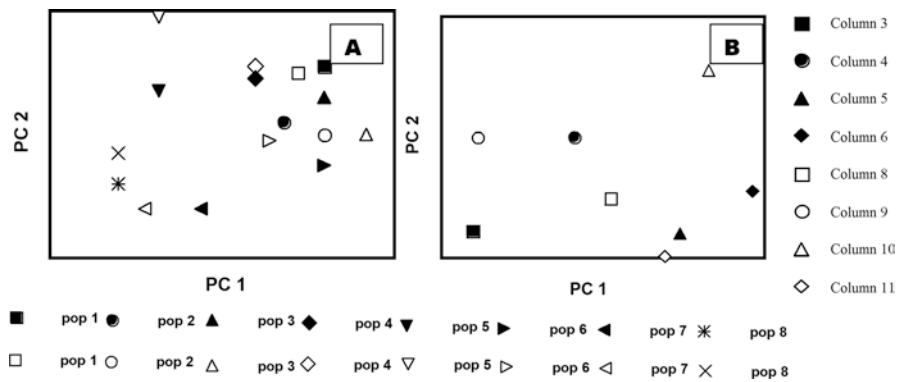 A
B
PC 2
PC 2
PC 1
PC 1
Column 3
Column 4
Column 5
Column 6
Column 8
Column 9
Column 10
Column 11
pop 1 pop 2 pop 3 pop 4 pop 5 pop 6 pop 7 pop 8
pop 1 pop 2 pop 3 pop 4 pop 5 pop 6 pop 7 pop 8